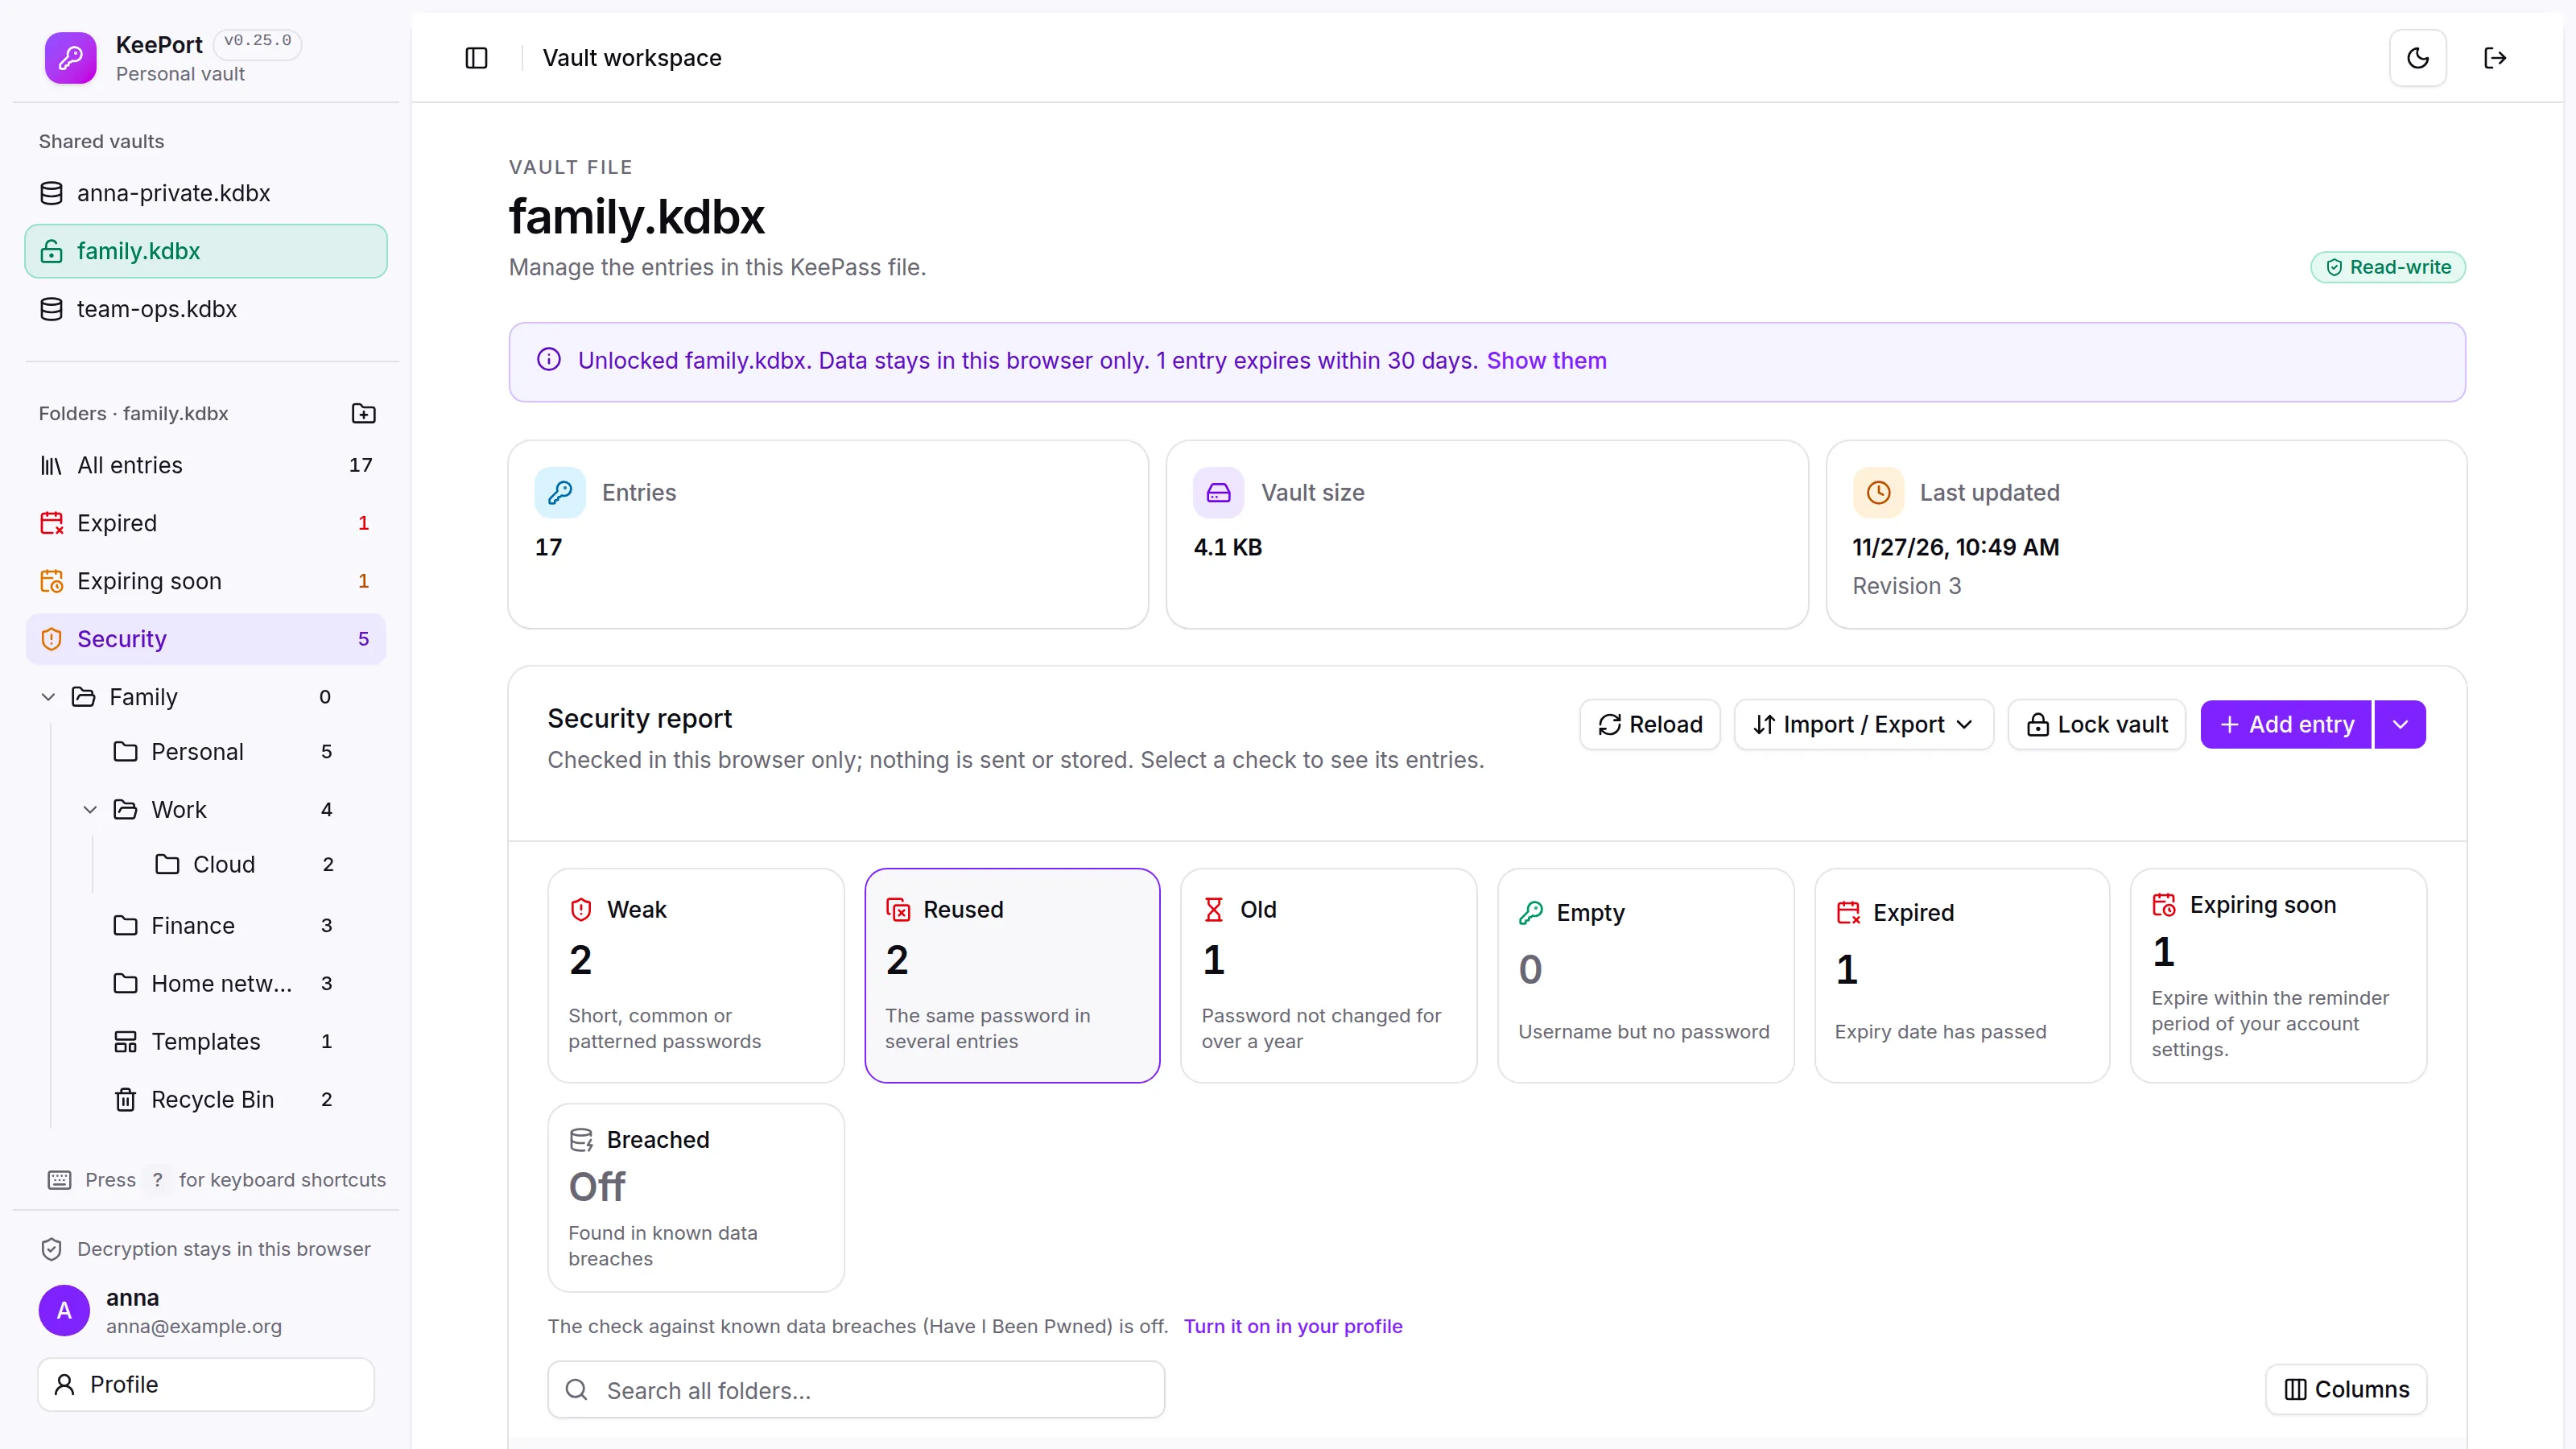 KeePort v0.25.0
Personal vault
Shared vaults
anna-private.kdbx
family.kdbx
team-ops.kdbx
Folders · family.kdbx
All entries 17
Expired 1
Expiring soon 1
Security 5
Family 0
Personal 5
Work 4
Cloud 2
Finance 3
Home netw... 3
Templates 1
Recycle Bin 2
Press ? for keyboard shortcuts
Decryption stays in this browser
A
anna
anna@example.org
Profile
Vault workspace
VAULT FILE
family.kdbx
Manage the entries in this KeePass file.
Read-write
Unlocked family.kdbx. Data stays in this browser only. 1 entry expires within 30 days. Show them
Entries
17
Vault size
4.1 KB
Last updated
11/27/26, 10:49 AM
Revision 3
Security report
Checked in this browser only; nothing is sent or stored. Select a check to see its entries.
Reload
Import / Export
Lock vault
Add entry
Weak
2
Short, common or
patterned passwords
Reused
2
The same password in
several entries
Old
1
Password not changed for
over a year
Empty
0
Username but no password
Expired
1
Expiry date has passed
Expiring soon
1
Expire within the reminder
period of your account
settings.
Breached
Off
Found in known data
breaches
The check against known data breaches (Have I Been Pwned) is off. Turn it on in your profile
Search all folders...
Columns